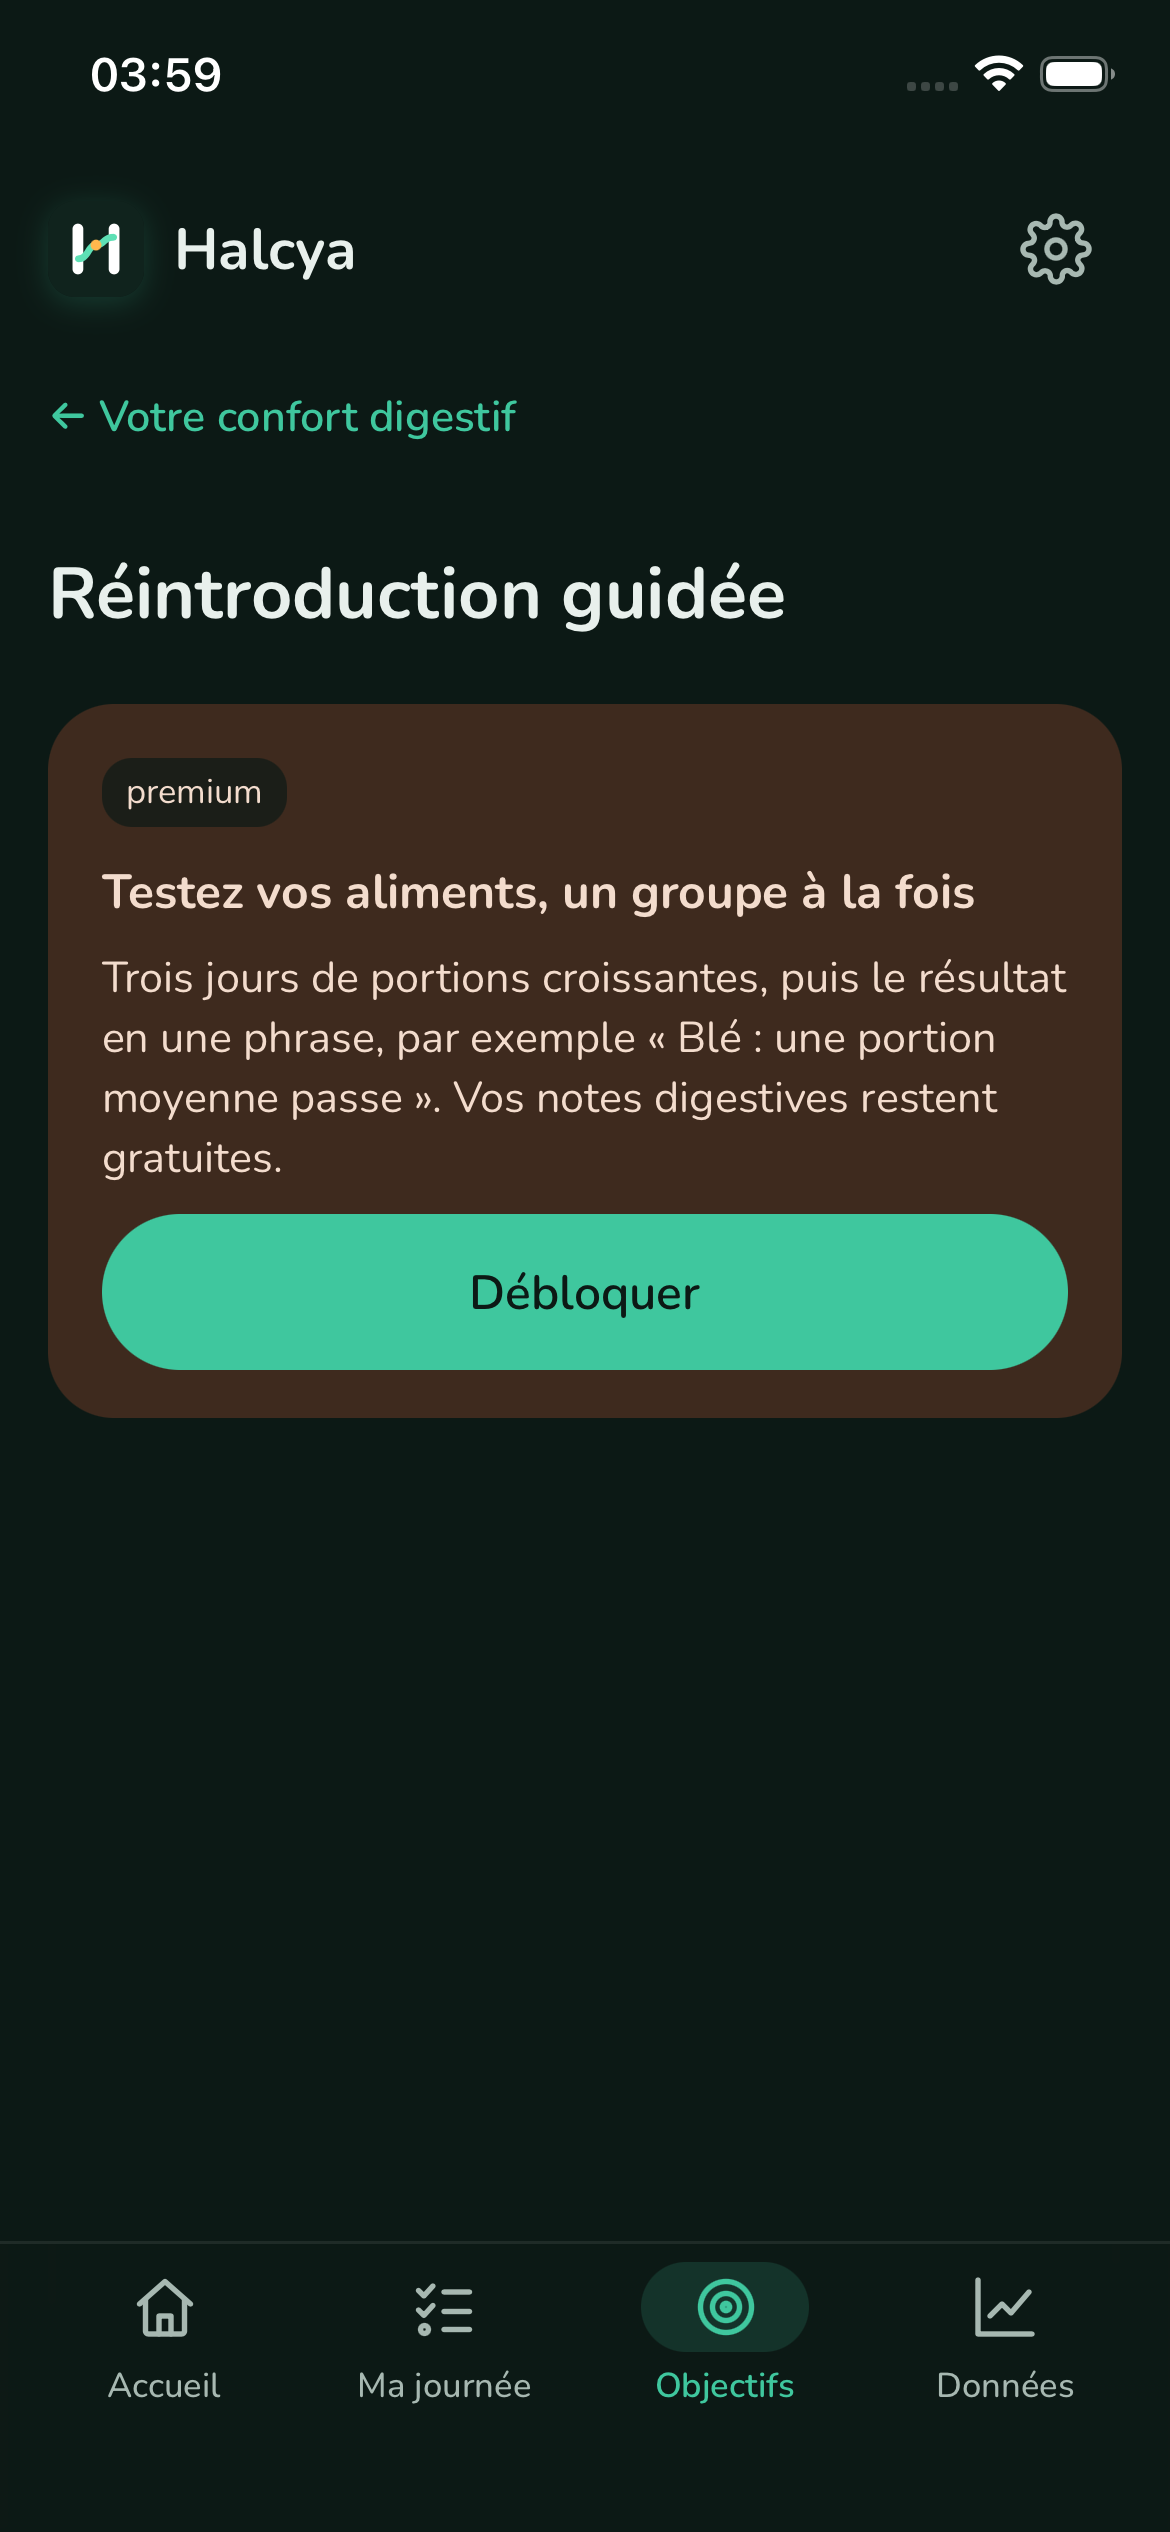 03:59
Halcya
← Votre confort digestif
Réintroduction guidée
premium
Testez vos aliments, un groupe à la fois
Trois jours de portions croissantes, puis le résultat
en une phrase, par exemple « Blé : une portion
moyenne passe ». Vos notes digestives restent
gratuites.
Débloquer
Accueil
Ma journée
Objectifs
Données